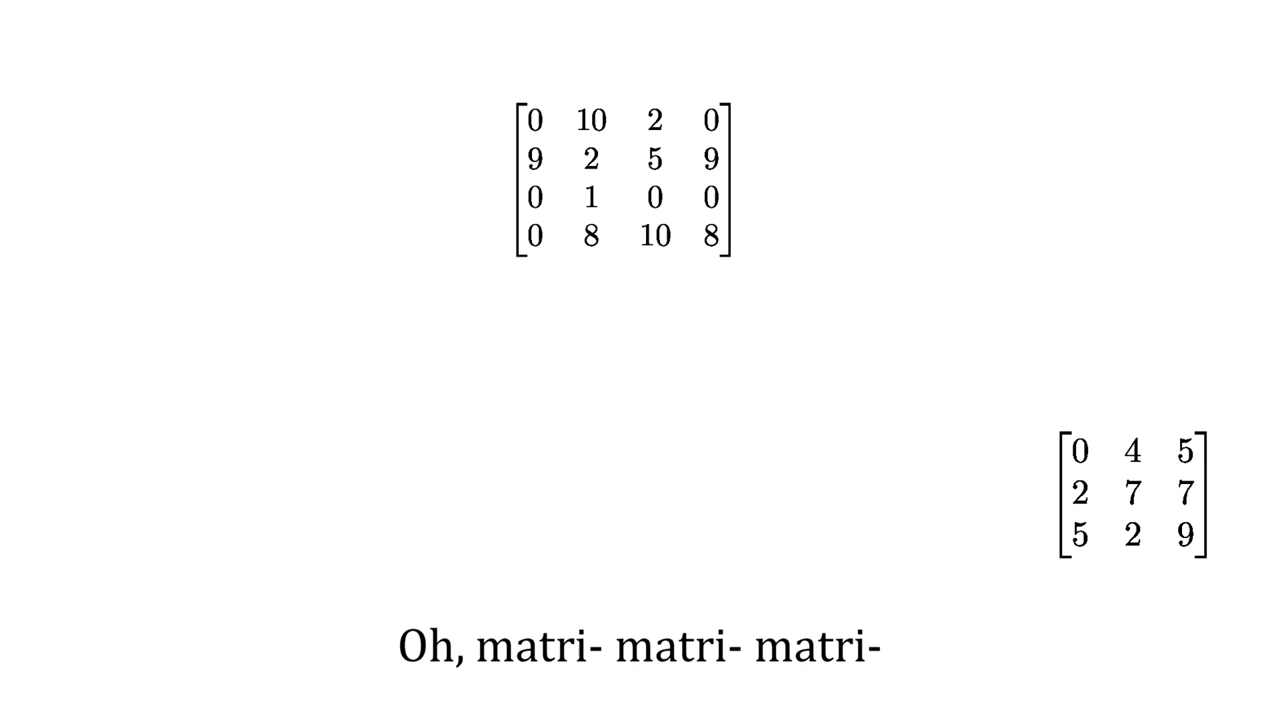 0 10 2 0
9 2 5 9
0 1 0 0
0 8 10 8
0 4 5
2 7 7
5 2 9
Oh, matri- matri- matri-